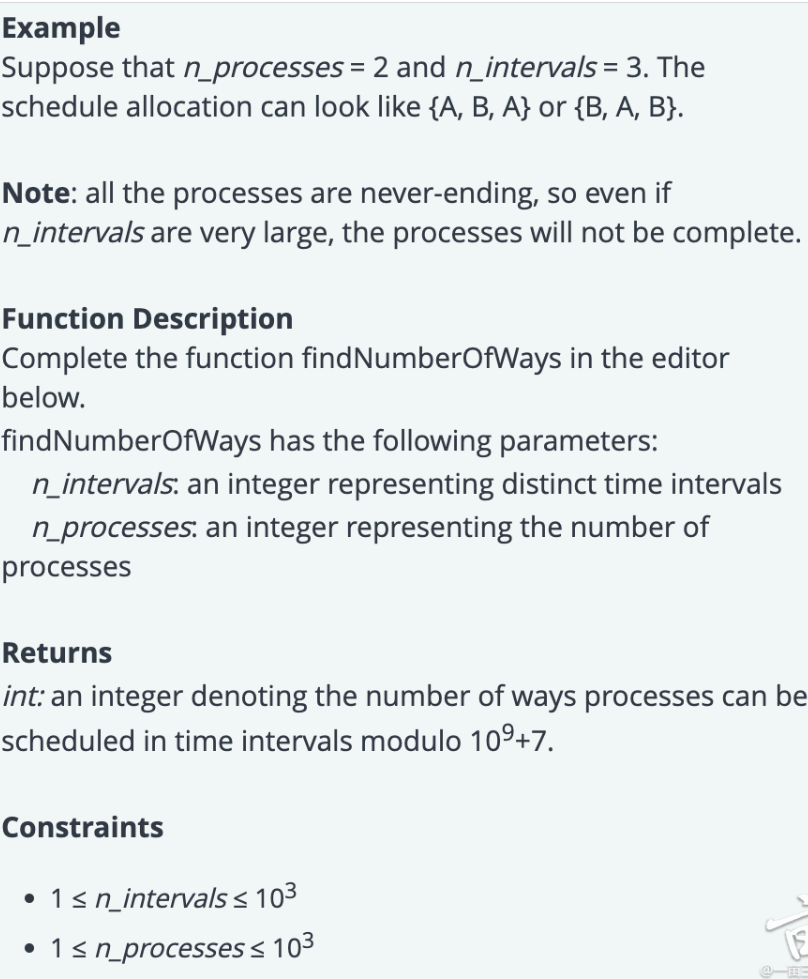 Example
Suppose that n_processes = 2 and n_intervals = 3. The
schedule allocation can look like {A, B, A} or {B, A, B}.
Note: all the processes are never-ending, so even if
n_intervals are very large, the processes will not be complete.
Function Description
Complete the function findNumberOfWays in the editor
below.
findNumberOfWays has the following parameters:
n_intervals: an integer representing distinct time intervals
n_processes: an integer representing the number of
processes
Returns
int: an integer denoting the number of ways processes can be
scheduled in time intervals modulo 10⁹+7.
Constraints
• 1 ≤ n_intervals ≤ 10³
• 1 ≤ n_processes ≤ 10³